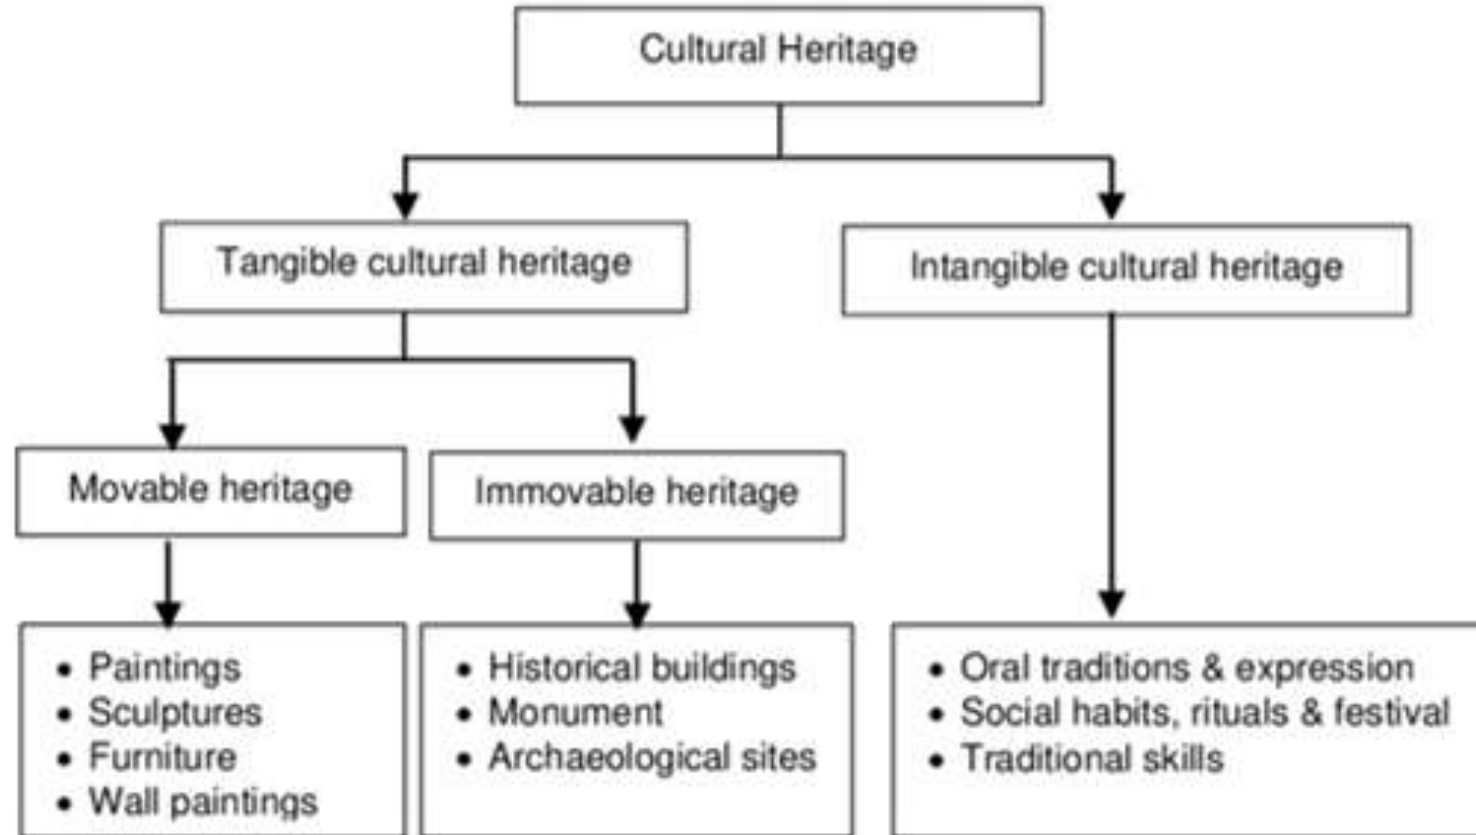 Cultural Heritage
Tangible cultural heritage
Intangible cultural heritage
Movable heritage
Immovable heritage
• Paintings
• Sculptures
• Furniture
• Wall paintings
• Historical buildings
• Monument
• Archaeological sites
• Oral traditions & expression
• Social habits, rituals & festival
• Traditional skills